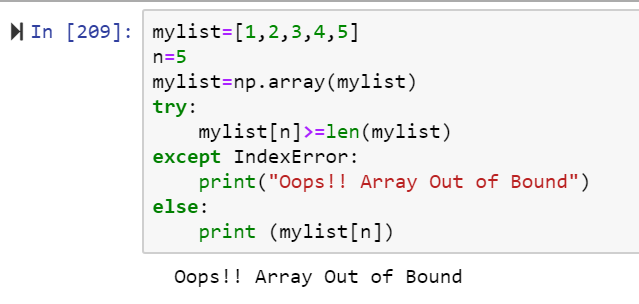 In [209]:
mylist=[1,2,3,4,5]
n=5
mylist=np.array(mylist)
try:
    mylist[n]>=len(mylist)
except IndexError:
    print("Oops!! Array Out of Bound")
else:
    print (mylist[n])
Oops!! Array Out of Bound